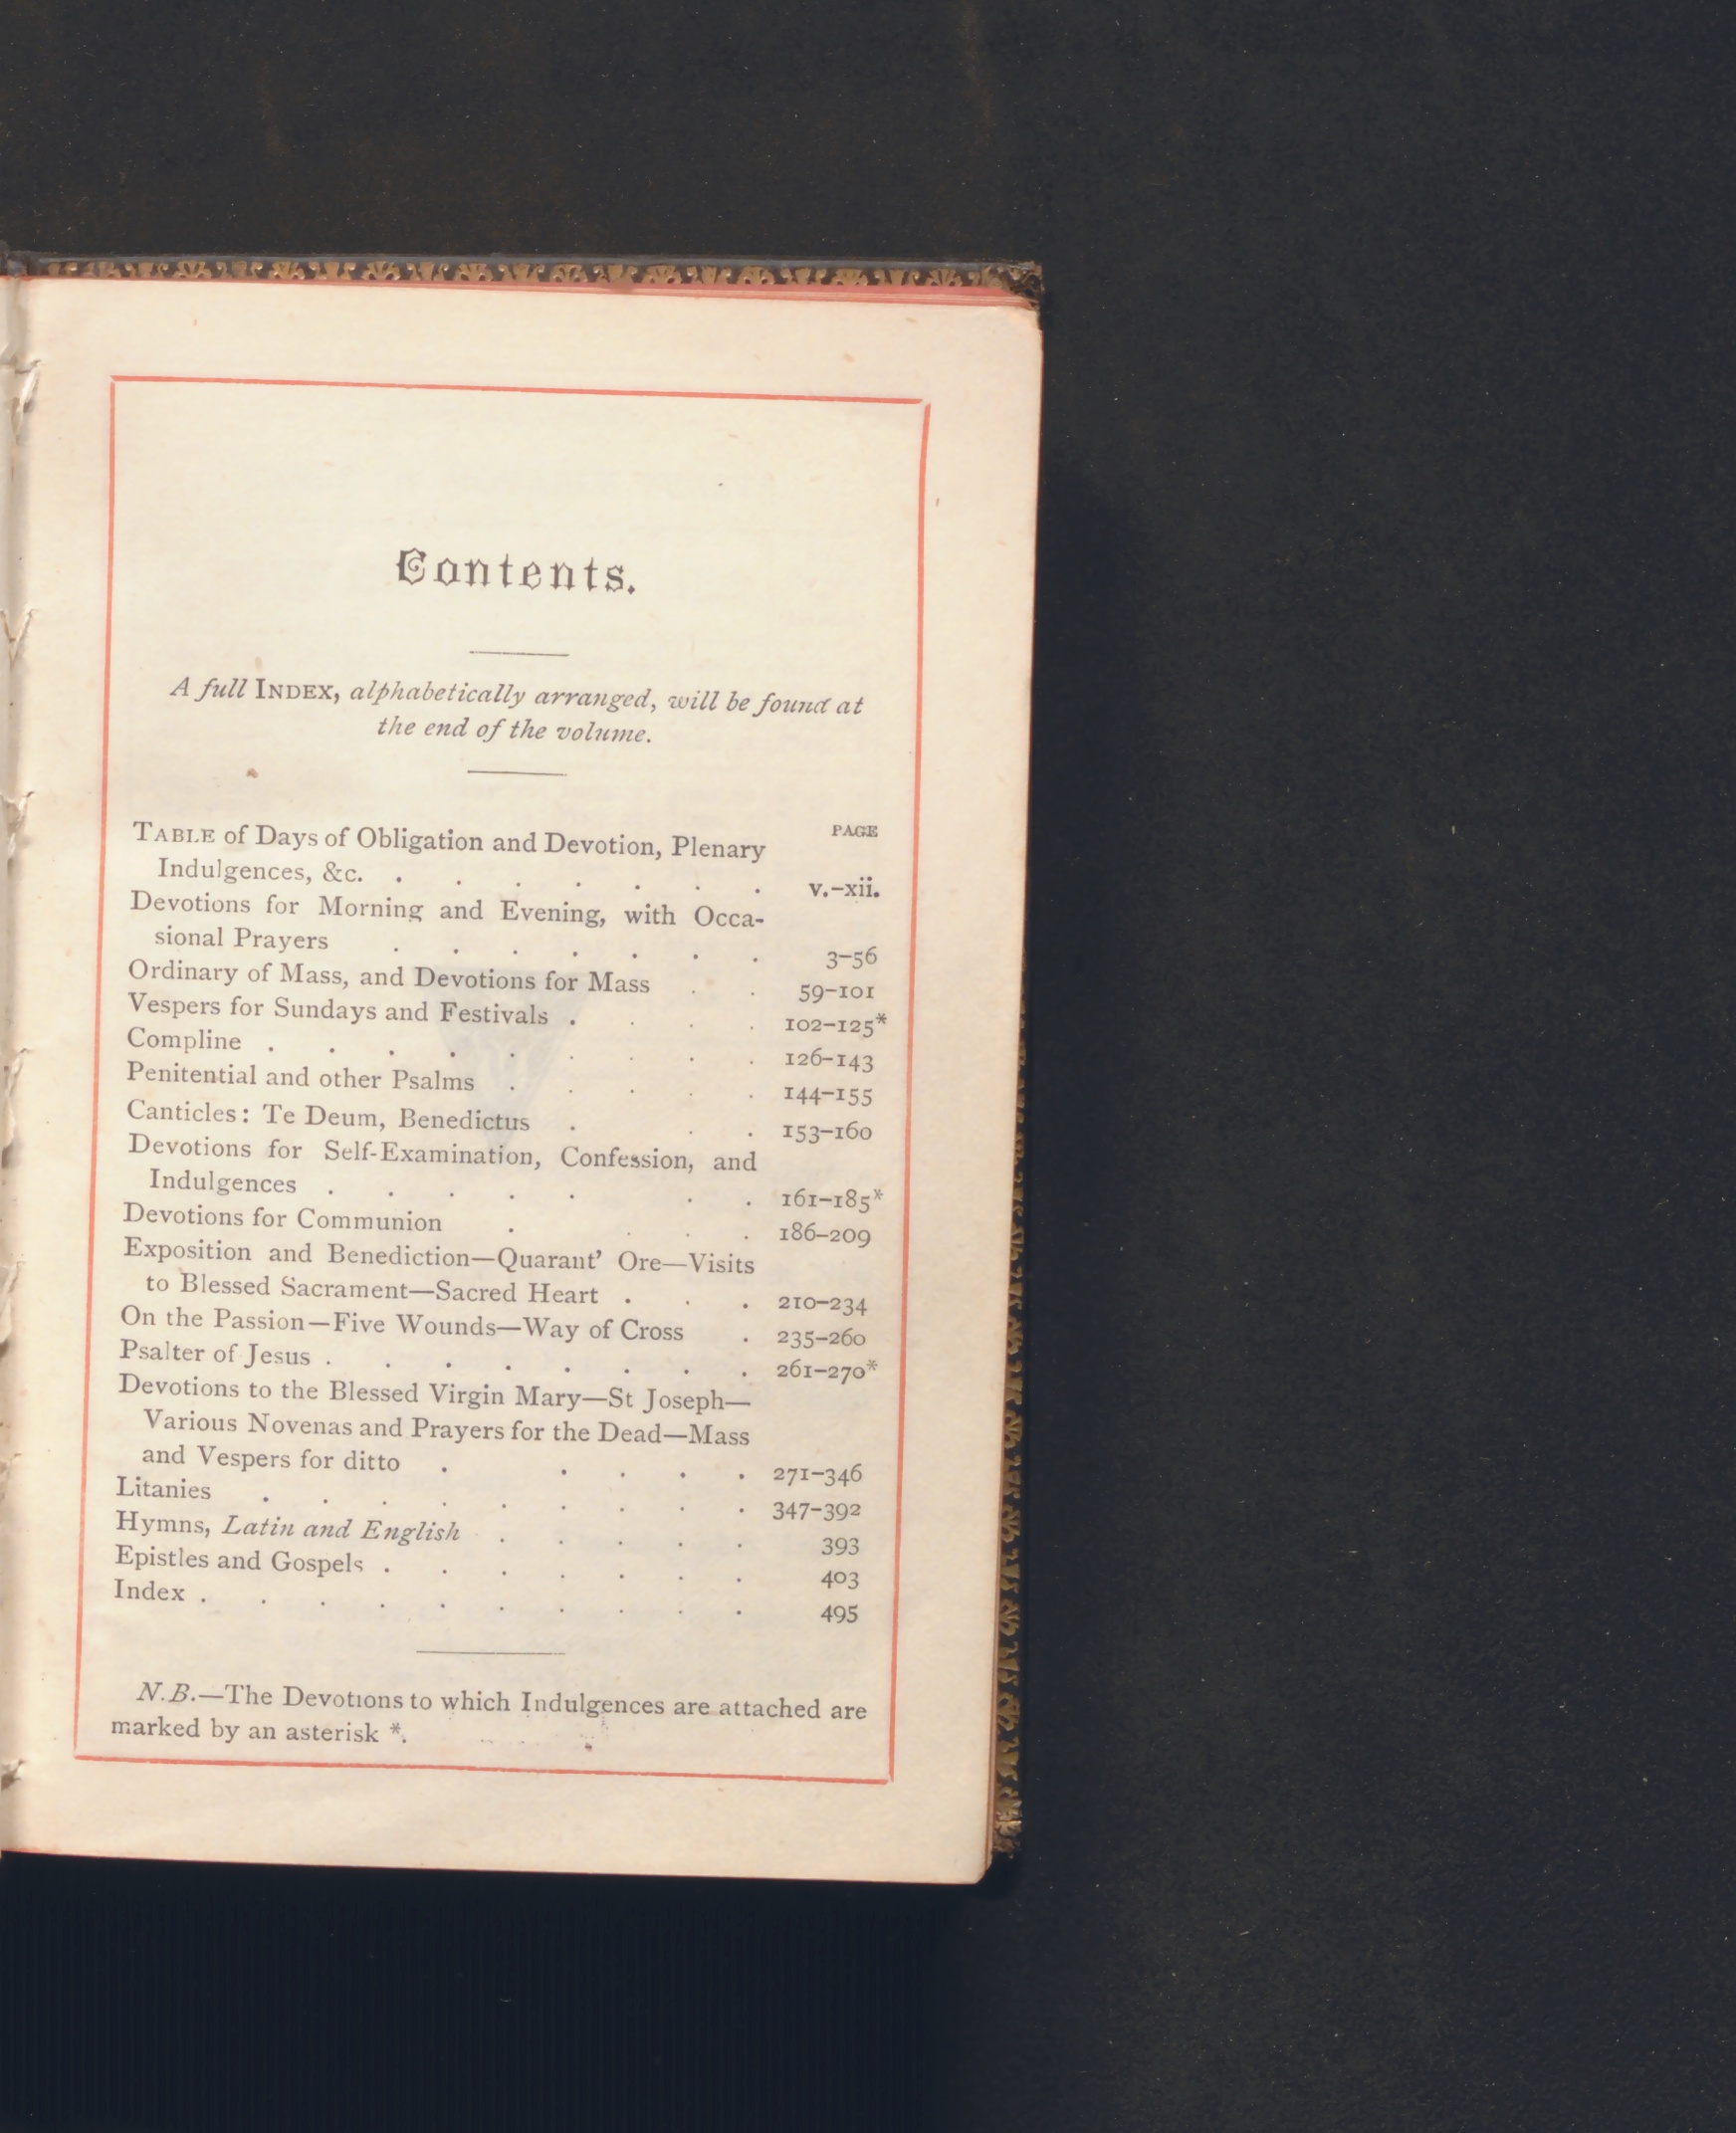 Contents.
A full INDEX, alphabetically arranged, will be found at
the end of the volume.
PAGE
TABLE of Days of Obligation and Devotion, Plenary
Indulgences, &c. . . . . . . . v.–xii.
Devotions for Morning and Evening, with Occa-
sional Prayers . . . . . . . 3–56
Ordinary of Mass, and Devotions for Mass . . 59–101
Vespers for Sundays and Festivals . . . . 102–125*
Compline . . . . . . . . . 126–143
Penitential and other Psalms . . . . . 144–155
Canticles: Te Deum, Benedictus . . . 153–160
Devotions for Self-Examination, Confession, and
Indulgences . . . . . . . 161–185*
Devotions for Communion . . . . 186–209
Exposition and Benediction—Quarant' Ore—Visits
to Blessed Sacrament—Sacred Heart . . . 210–234
On the Passion—Five Wounds—Way of Cross . 235–260
Psalter of Jesus . . . . . . . . 261–270*
Devotions to the Blessed Virgin Mary—St Joseph—
Various Novenas and Prayers for the Dead—Mass
and Vespers for ditto . . . . . 271–346
Litanies . . . . . . . . . 347–392
Hymns, Latin and English . . . . . 393
Epistles and Gospels . . . . . . . 403
Index . . . . . . . . . . 495
N.B.—The Devotions to which Indulgences are attached are
marked by an asterisk *.